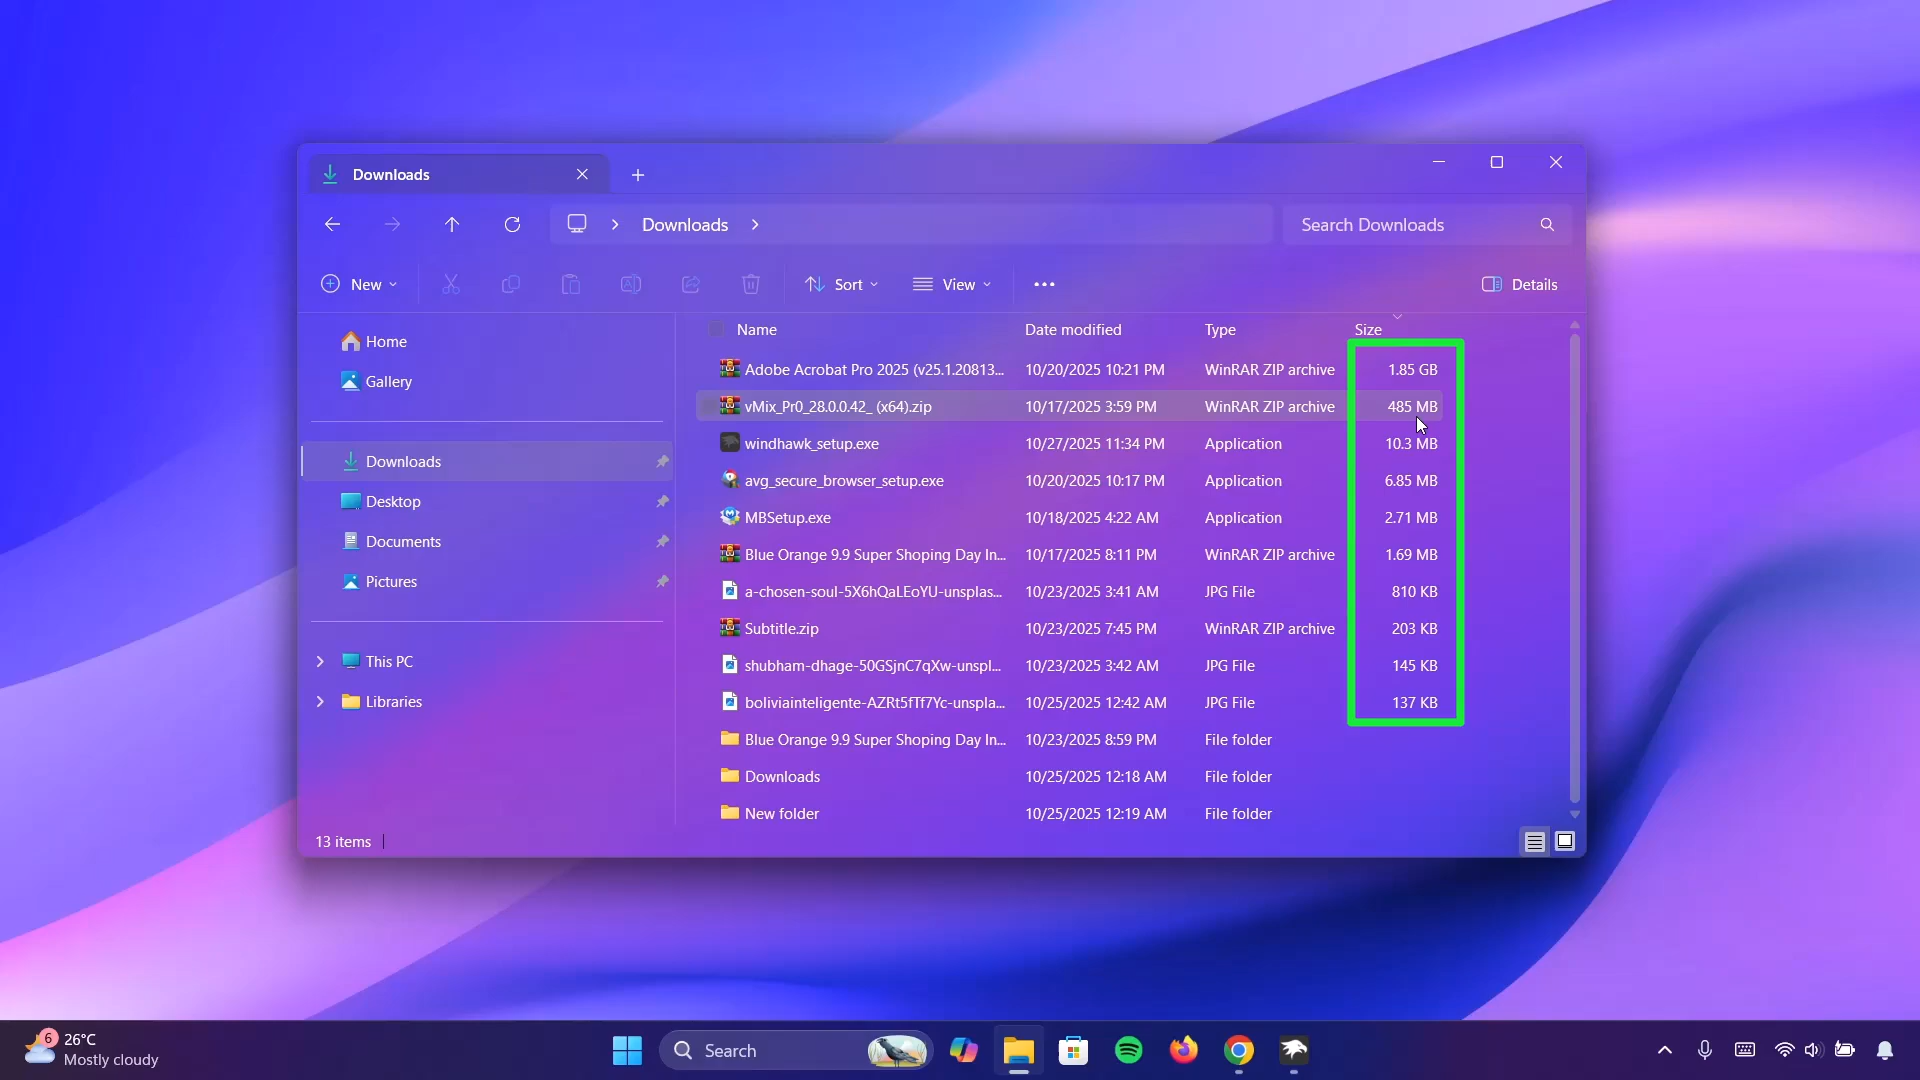 Downloads
Downloads
Search Downloads
New
Sort
View
Details
Home
Gallery
Downloads
Desktop
Documents
Pictures
This PC
Libraries
Name Date modified Type Size
Adobe Acrobat Pro 2025 (v25.1.20813... 10/20/2025 10:21 PM WinRAR ZIP archive 1.85 GB
vMix_Pr0_28.0.0.42_ (x64).zip 10/17/2025 3:59 PM WinRAR ZIP archive 485 MB
windhawk_setup.exe 10/27/2025 11:34 PM Application 10.3 MB
avg_secure_browser_setup.exe 10/20/2025 10:17 PM Application 6.85 MB
MBSetup.exe 10/18/2025 4:22 AM Application 2.71 MB
Blue Orange 9.9 Super Shoping Day In... 10/17/2025 8:11 PM WinRAR ZIP archive 1.69 MB
a-chosen-soul-5X6hQaLEoYU-unsplas... 10/23/2025 3:41 AM JPG File 810 KB
Subtitle.zip 10/23/2025 7:45 PM WinRAR ZIP archive 203 KB
shubham-dhage-50GSjnC7qXw-unspl... 10/23/2025 3:42 AM JPG File 145 KB
boliviainteligente-AZRt5fTf7Yc-unspla... 10/25/2025 12:42 AM JPG File 137 KB
Blue Orange 9.9 Super Shoping Day In... 10/23/2025 8:59 PM File folder
Downloads 10/25/2025 12:18 AM File folder
New folder 10/25/2025 12:19 AM File folder
13 items
6
26°C
Mostly cloudy
Search